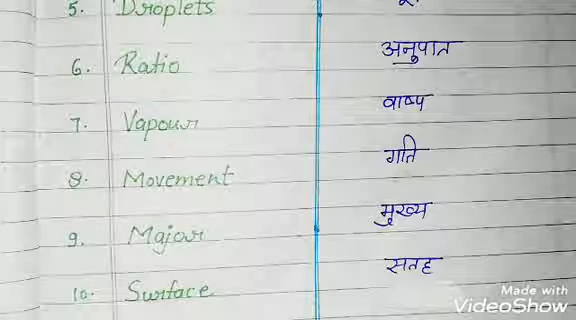 5. Droplets
6. Ratio अनुपात
7. Vapour वाष्प
8. Movement गति
9. Major मुख्य
10. Surface सतह
Made with
VideoShow